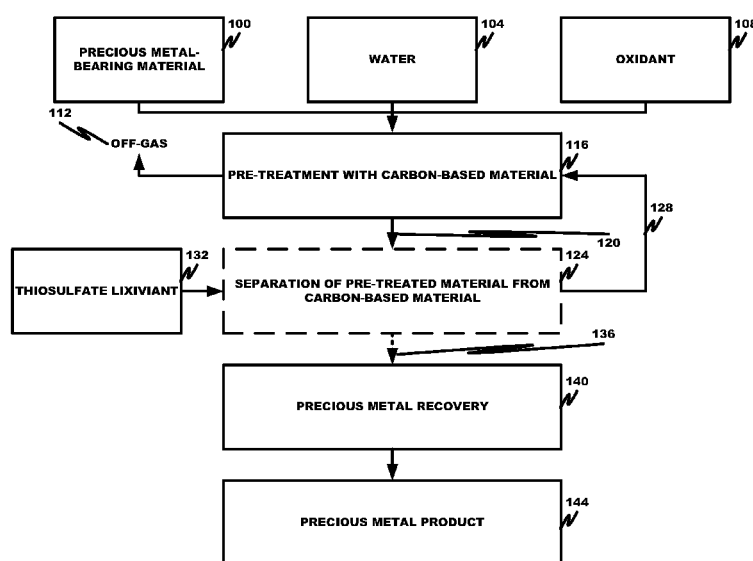 100
104
108
PRECIOUS METAL-
BEARING MATERIAL
WATER
OXIDANT
112
OFF-GAS
116
PRE-TREATMENT WITH CARBON-BASED MATERIAL
128
120
132
124
THIOSULFATE LIXIVIANT
SEPARATION OF PRE-TREATED MATERIAL FROM
CARBON-BASED MATERIAL
136
140
PRECIOUS METAL RECOVERY
144
PRECIOUS METAL PRODUCT